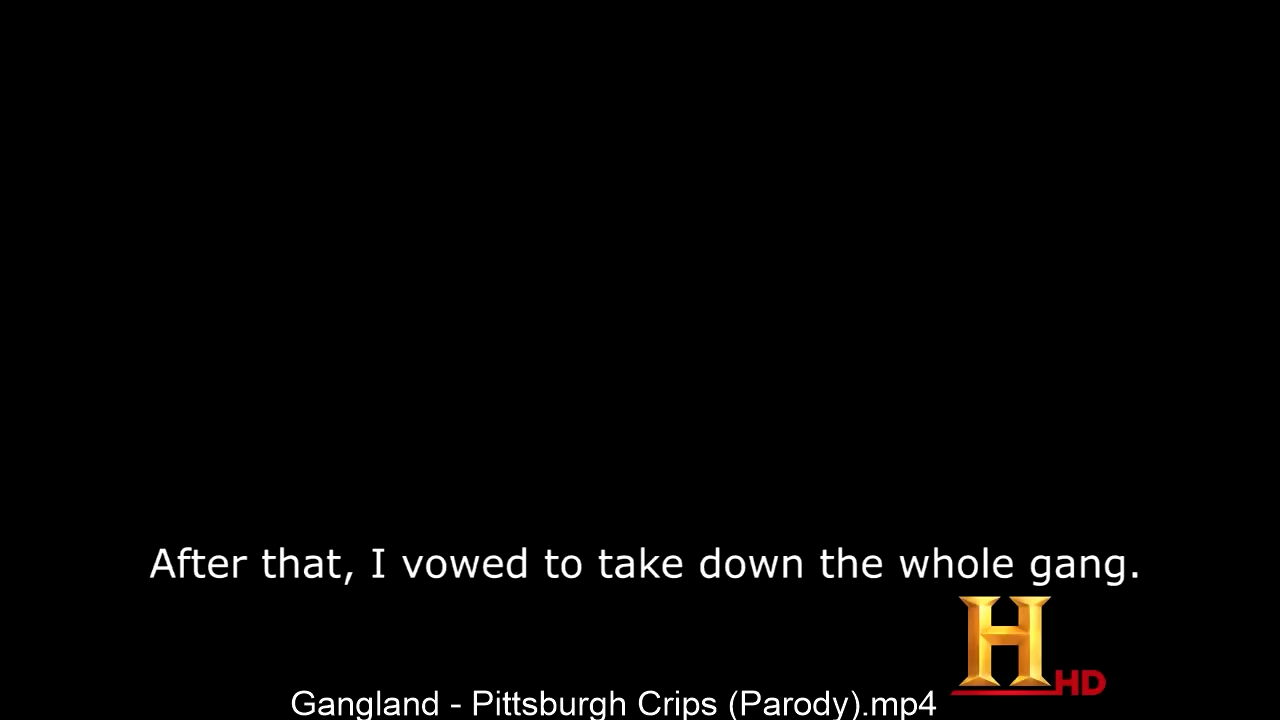 After that, I vowed to take down the whole gang.
H
HD
Gangland - Pittsburgh Crips (Parody).mp4